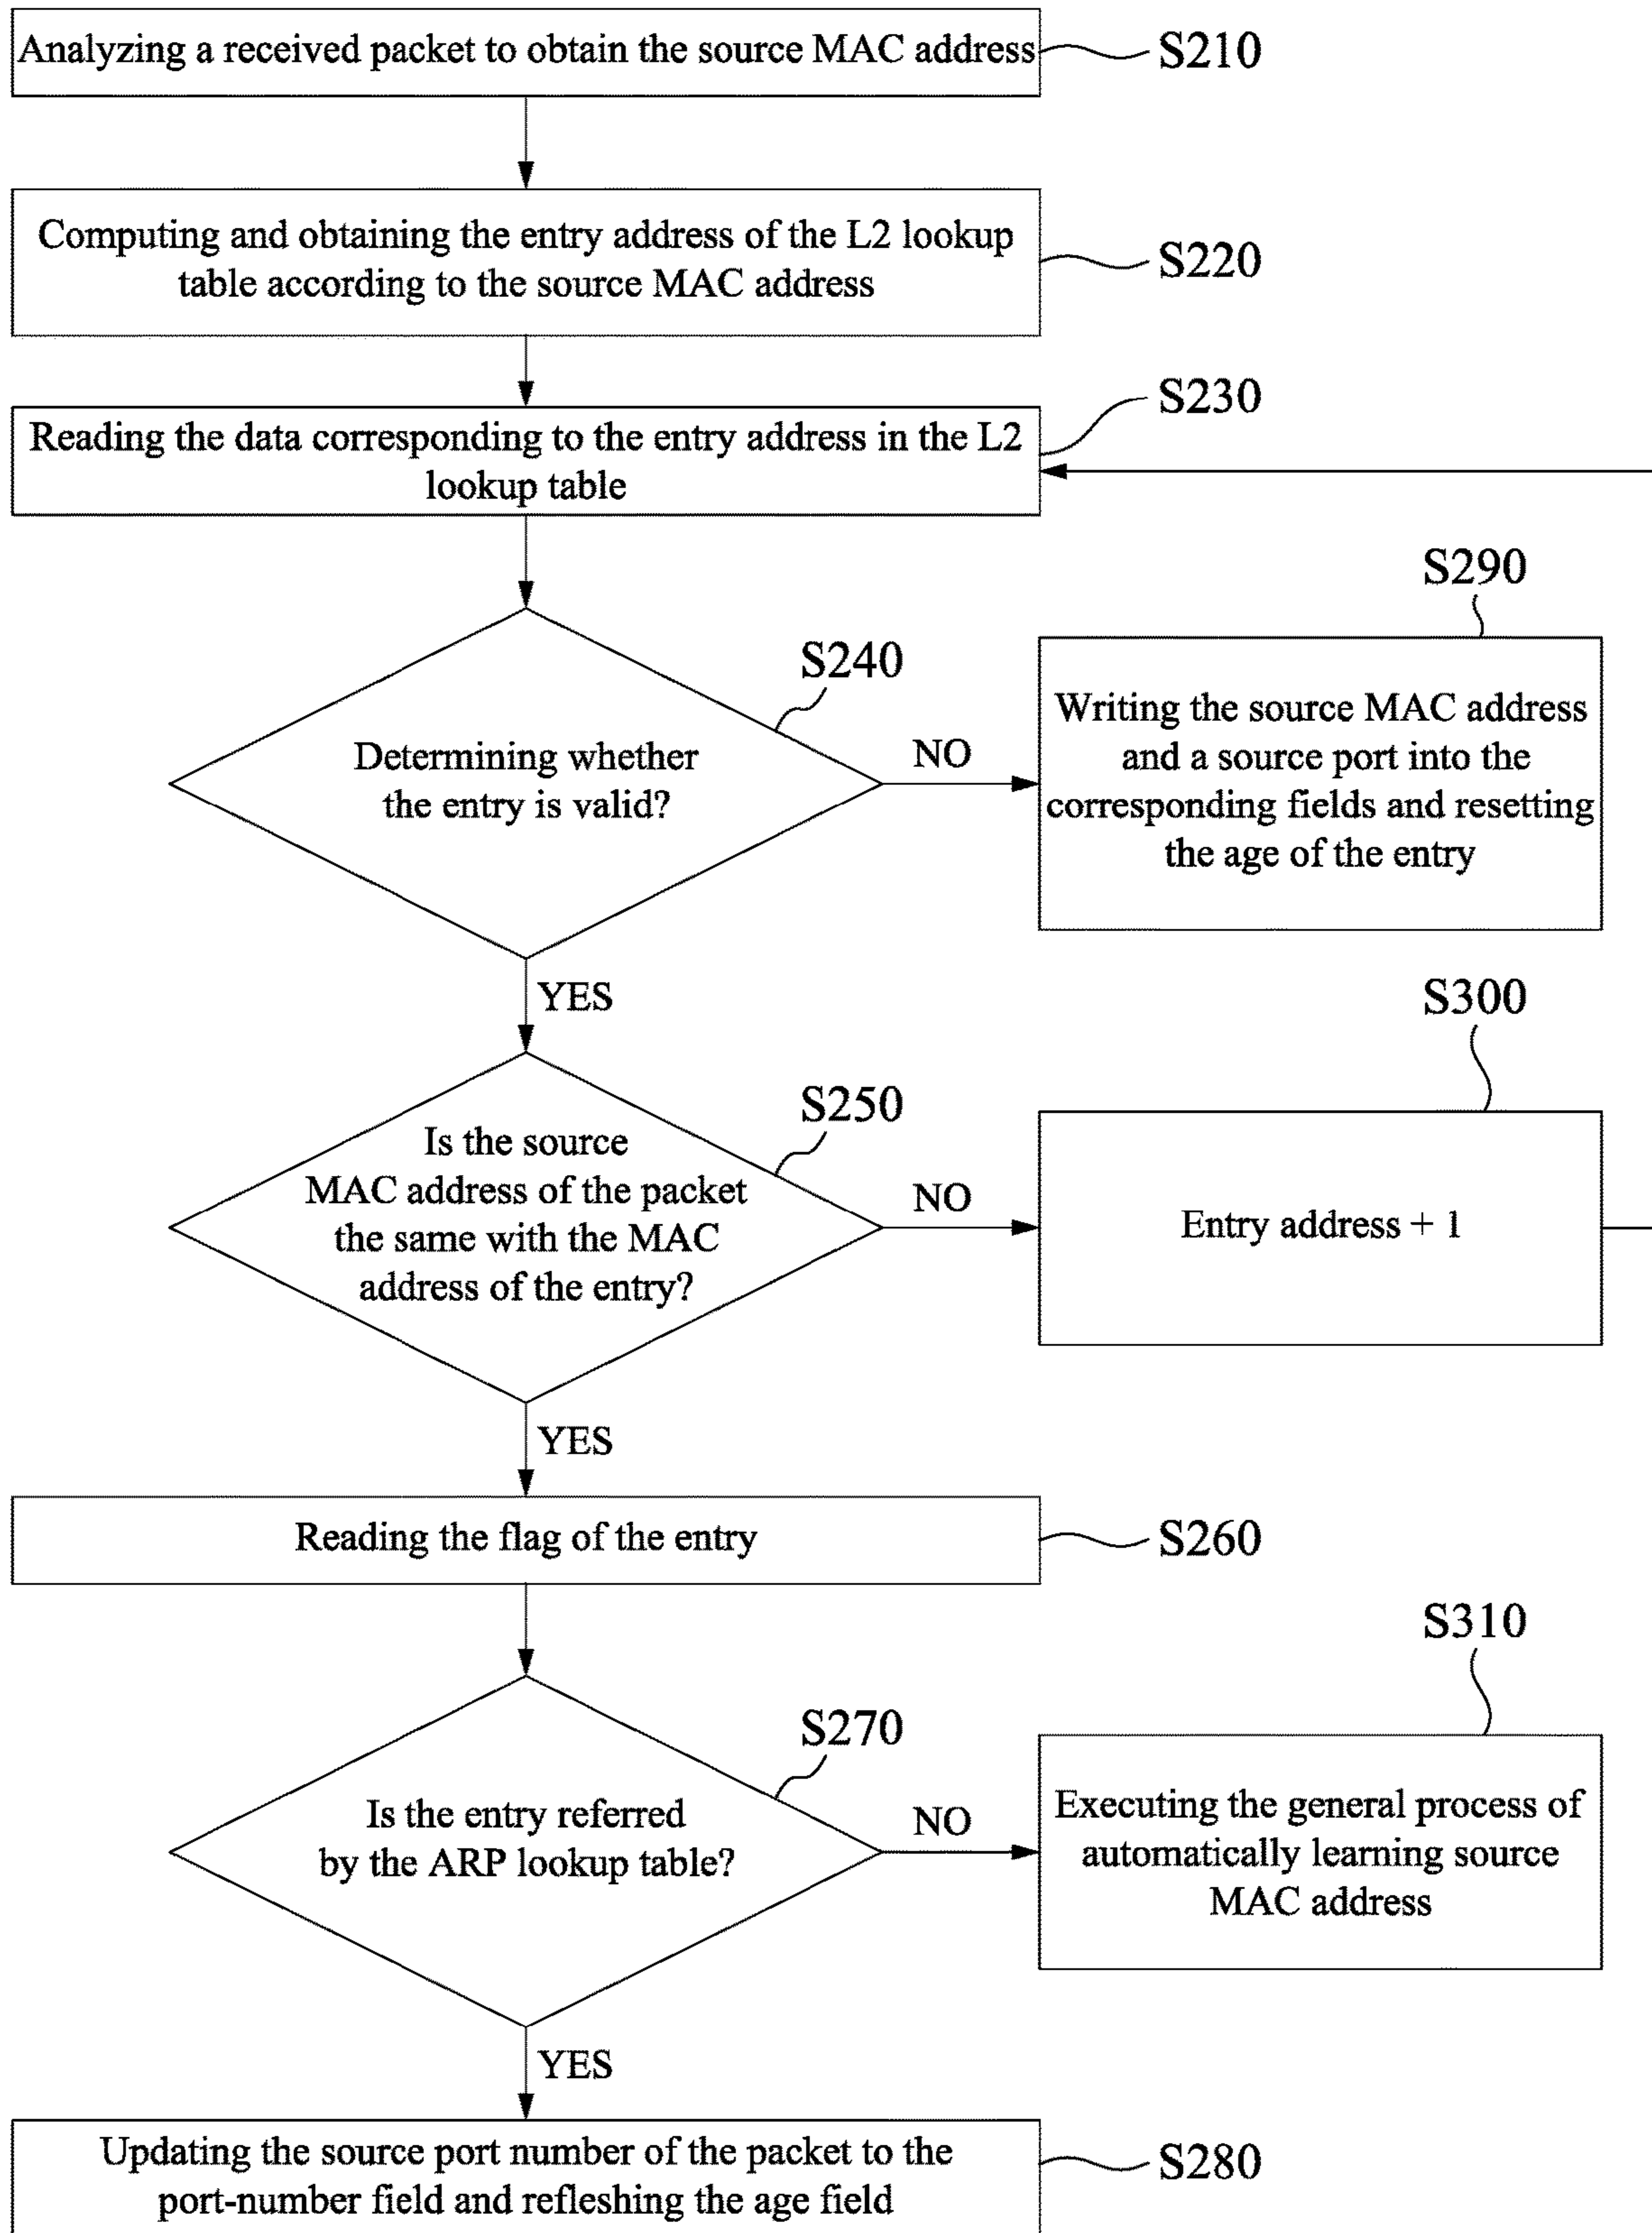 Analyzing a received packet to obtain the source MAC address
S210
Computing and obtaining the entry address of the L2 lookup
table according to the source MAC address
S220
S230
Reading the data corresponding to the entry address in the L2
lookup table
S290
S240
Determining whether
the entry is valid?
NO
Writing the source MAC address
and a source port into the
corresponding fields and resetting
the age of the entry
YES
S300
S250
Is the source
MAC address of the packet
the same with the MAC
address of the entry?
NO
Entry address + 1
YES
Reading the flag of the entry
S260
S310
S270
Is the entry referred
by the ARP lookup table?
NO
Executing the general process of
automatically learning source
MAC address
YES
Updating the source port number of the packet to the
port-number field and refleshing the age field
S280